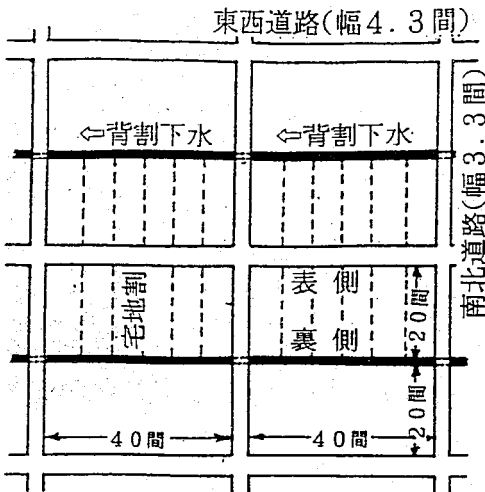 東西道路(幅4.3間)
南北道路(幅3.3間)
⇦背割下水
⇦背割下水
宅地割
表側
裏側
20間
20間
40間
40間